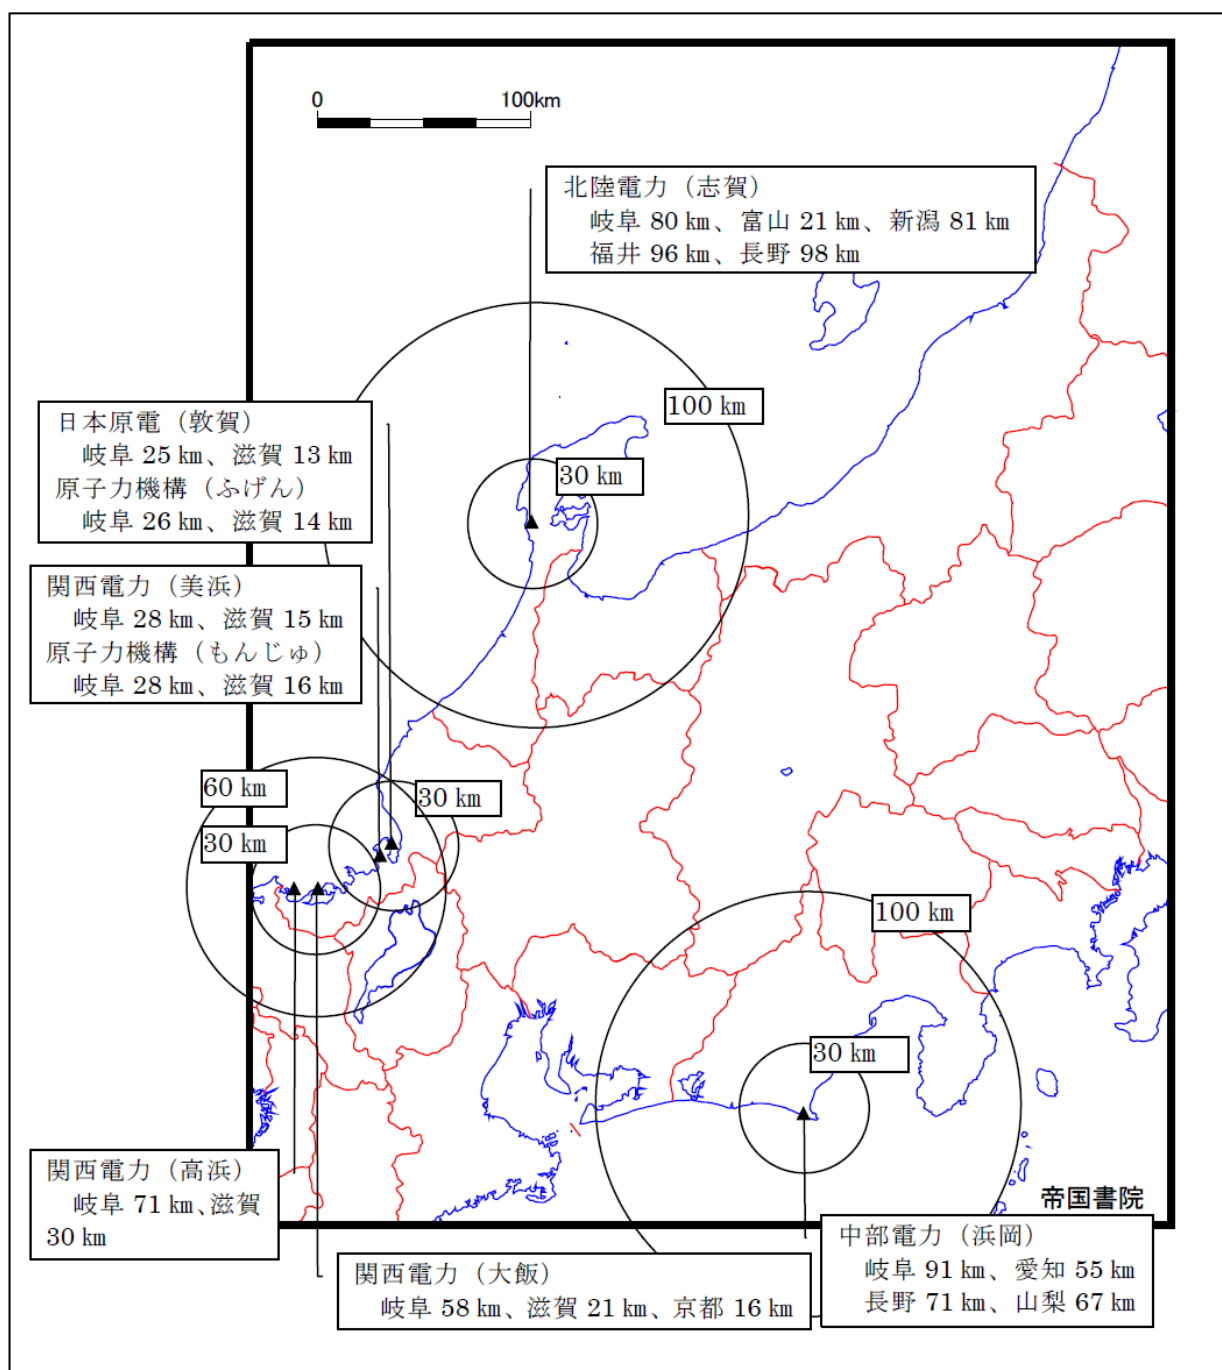 0 100km
北陸電力（志賀）
岐阜 80 ㎞、富山 21 ㎞、新潟 81 ㎞
福井 96 ㎞、長野 98 ㎞
100 ㎞
30 ㎞
日本原電（敦賀）
岐阜 25 ㎞、滋賀 13 ㎞
原子力機構（ふげん）
岐阜 26 ㎞、滋賀 14 ㎞
関西電力（美浜）
岐阜 28 ㎞、滋賀 15 ㎞
原子力機構（もんじゅ）
岐阜 28 ㎞、滋賀 16 ㎞
60 ㎞
30 ㎞
30 ㎞
100 ㎞
30 ㎞
関西電力（高浜）
岐阜 71 ㎞、滋賀
30 ㎞
関西電力（大飯）
岐阜 58 ㎞、滋賀 21 ㎞、京都 16 ㎞
帝国書院
中部電力（浜岡）
岐阜 91 ㎞、愛知 55 ㎞
長野 71 ㎞、山梨 67 ㎞